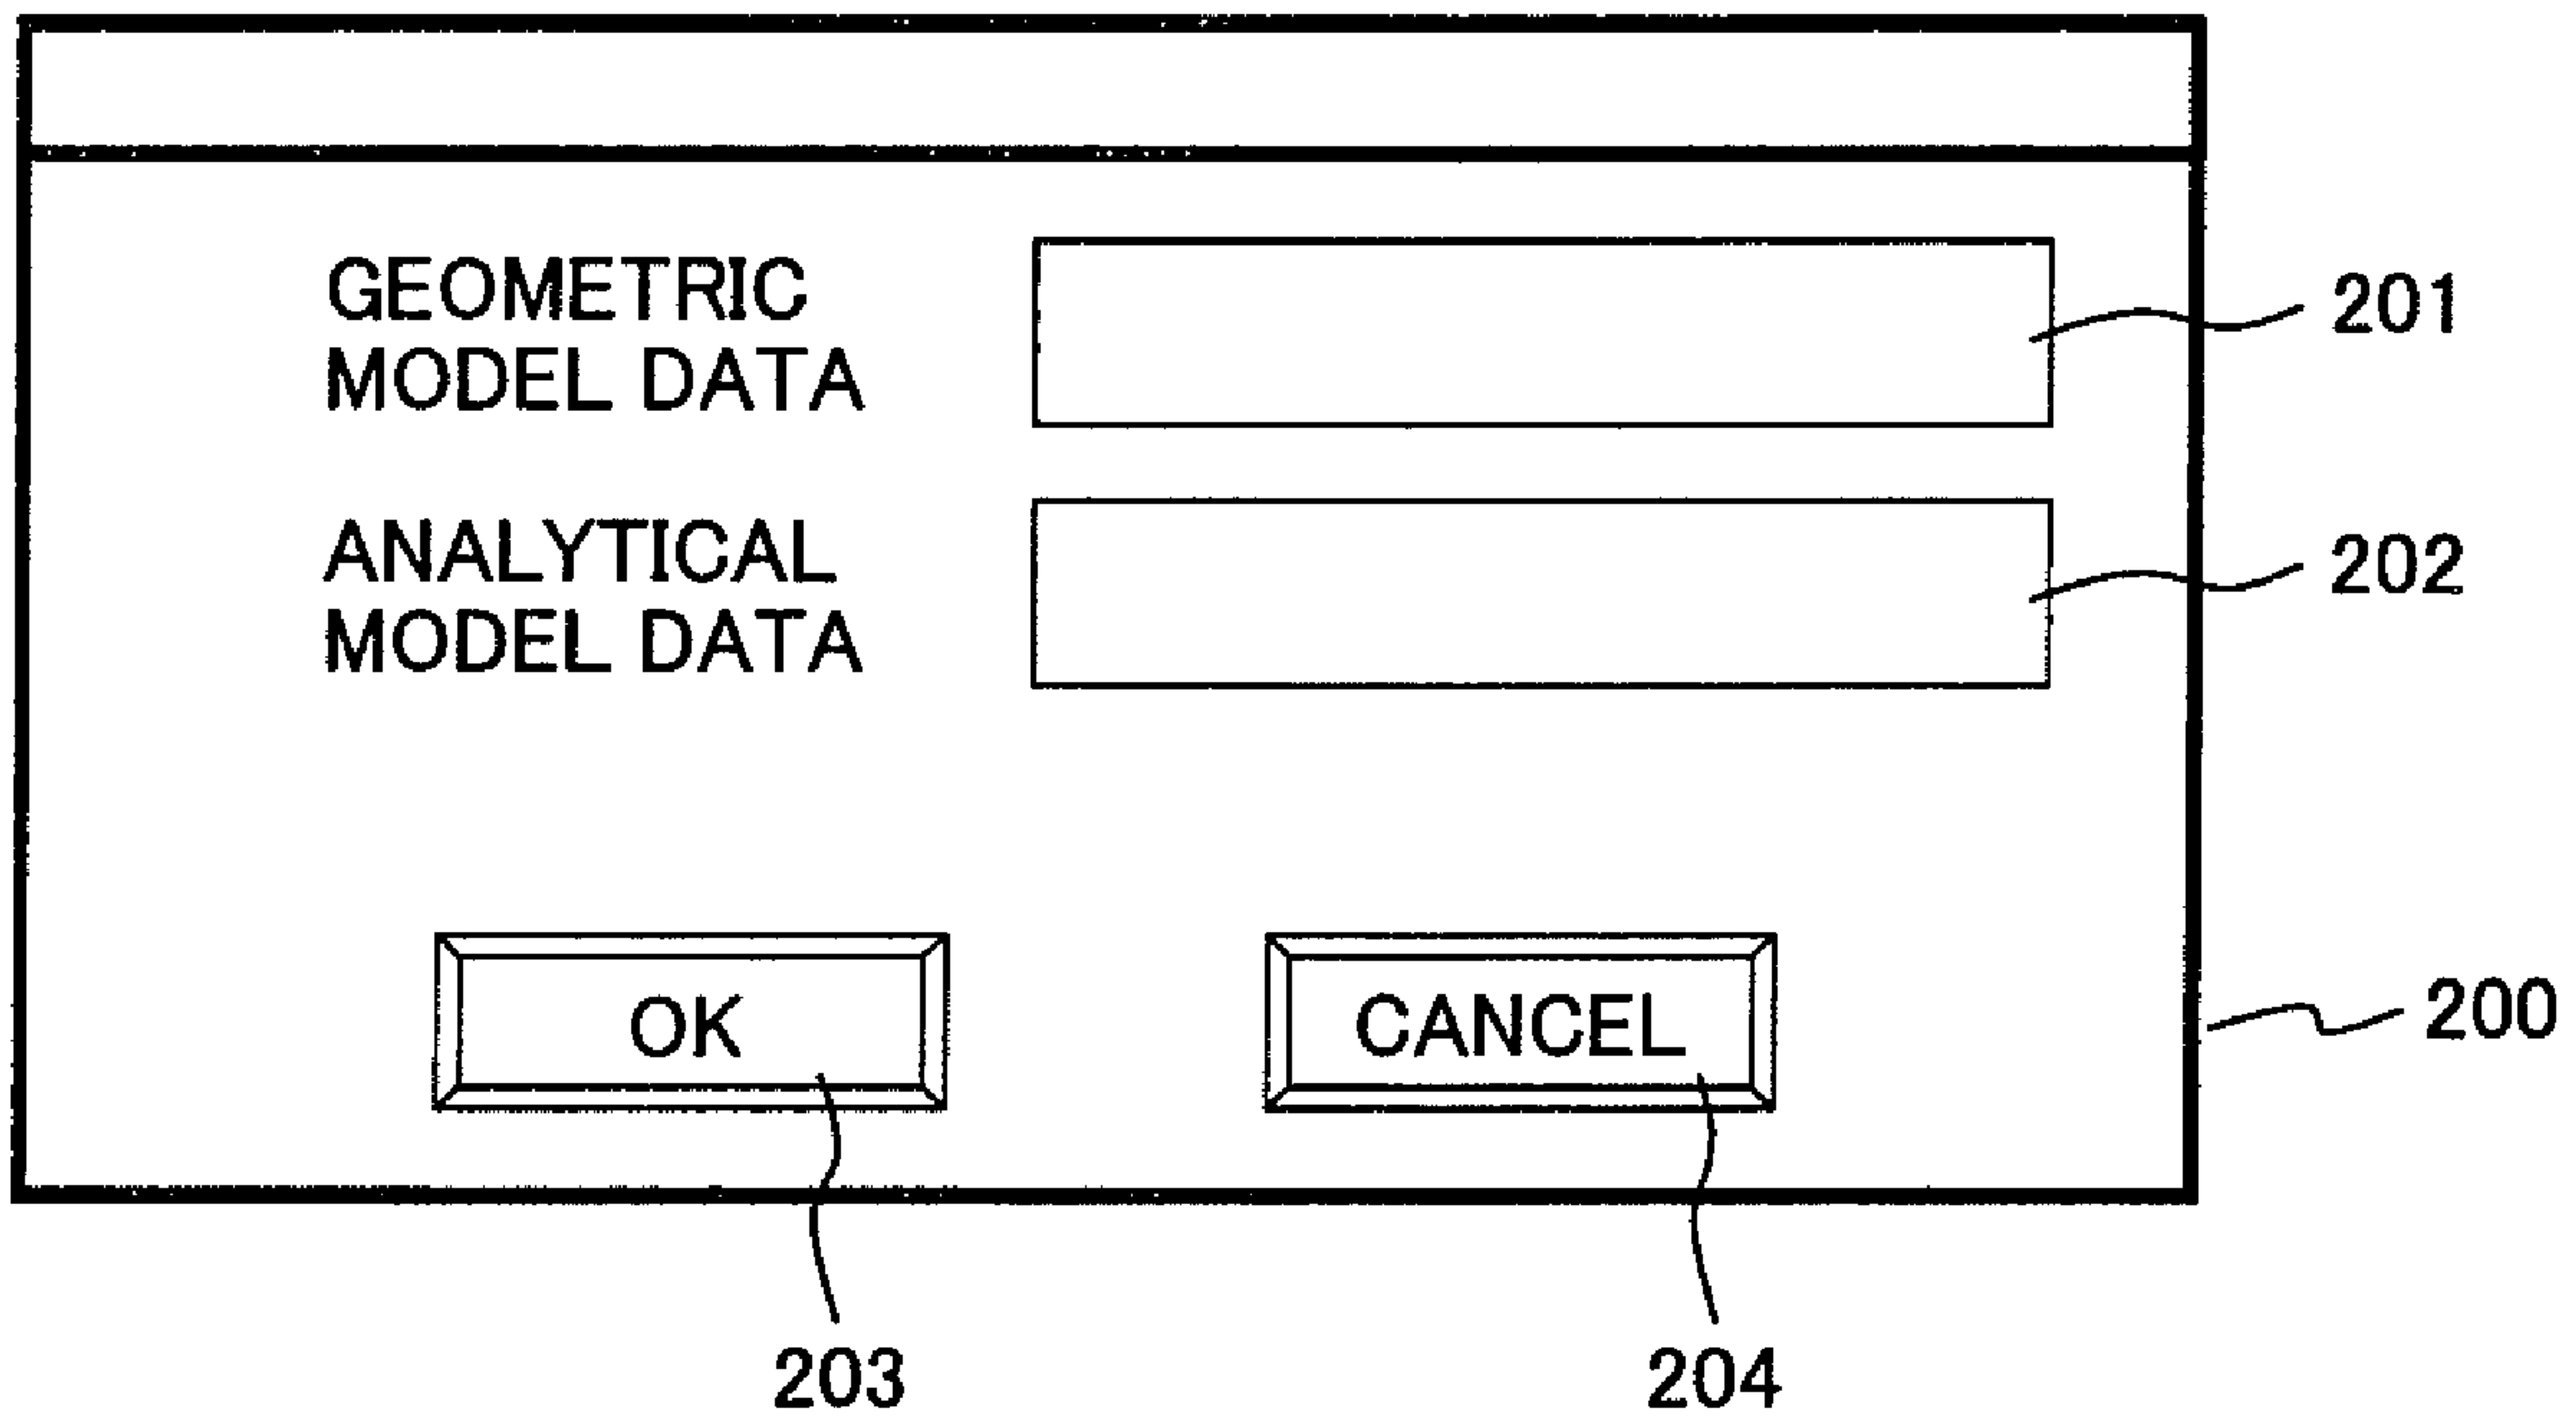 GEOMETRIC
MODEL DATA
201
ANALYTICAL
MODEL DATA
202
OK
CANCEL
200
203
204